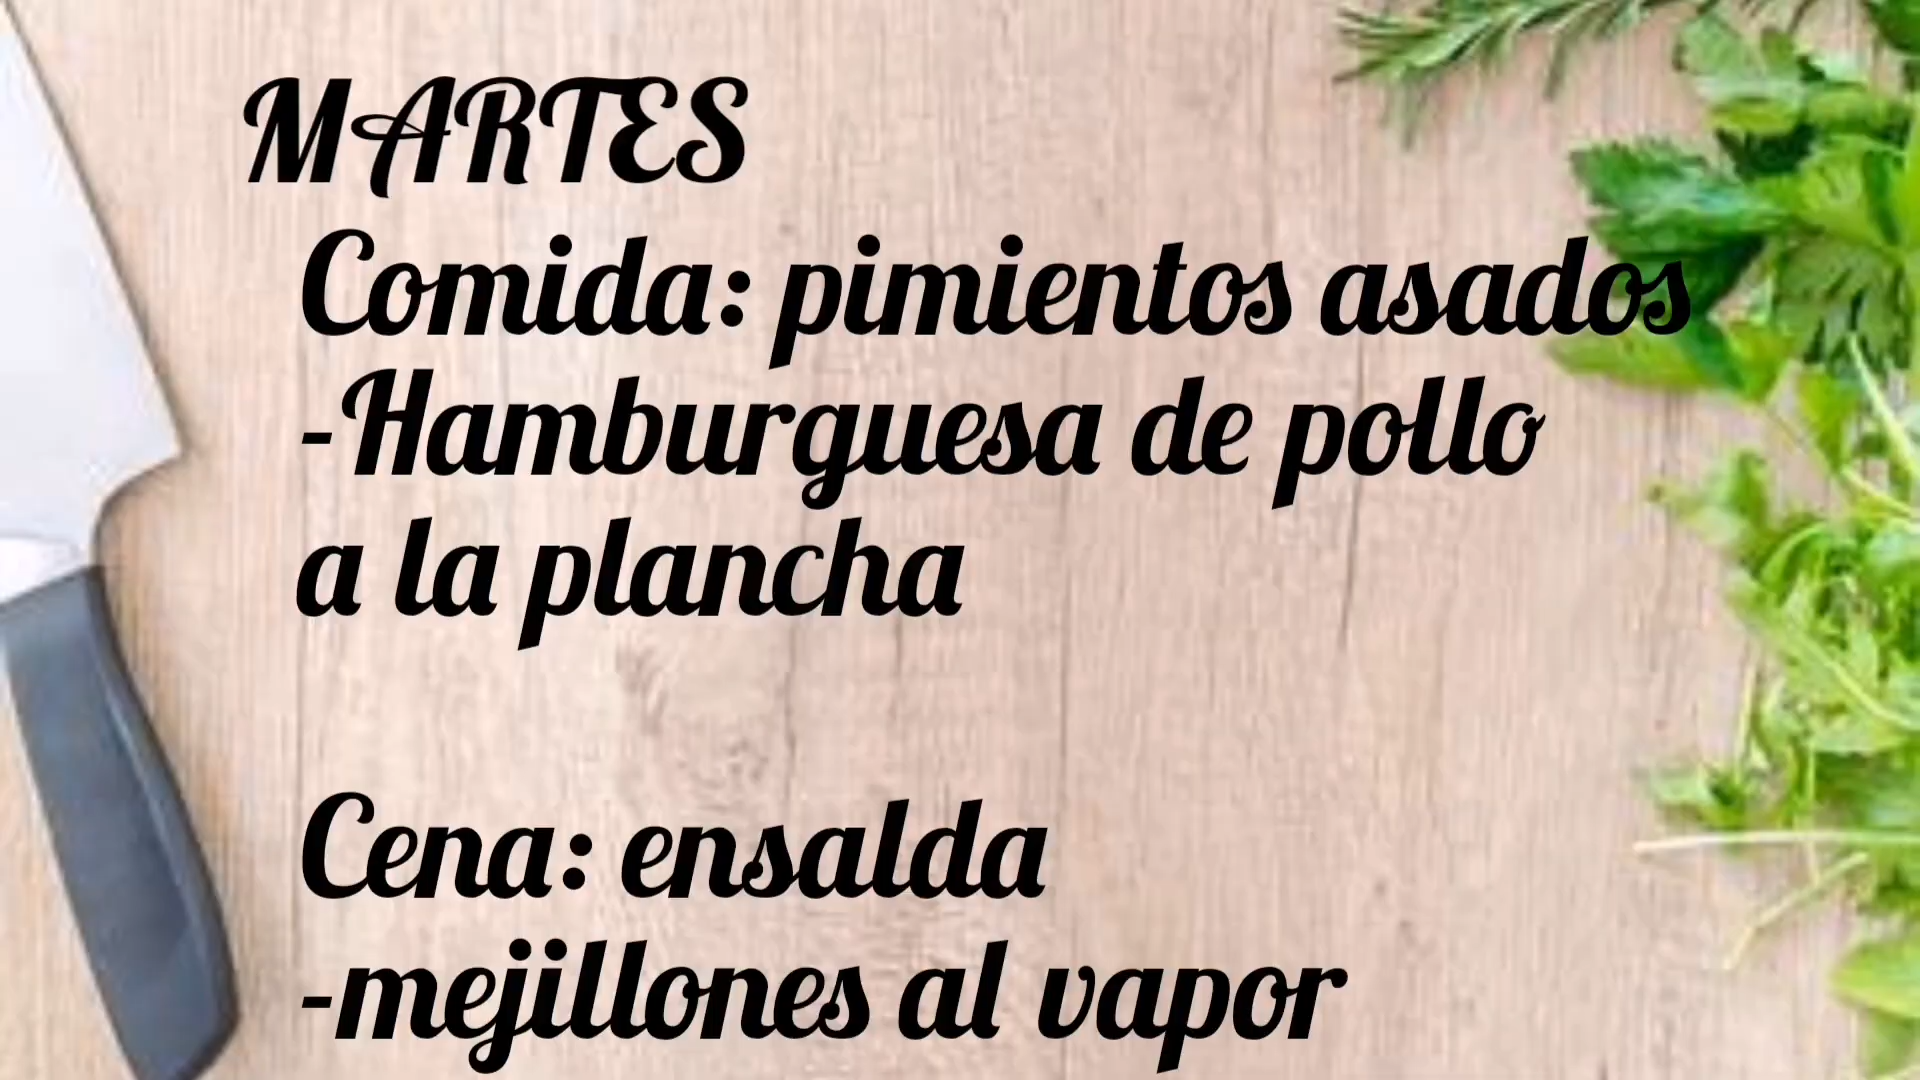 MARTES
Comida: pimientos asados
-Hamburguesa de pollo
a la plancha
Cena: ensalda
-mejillones al vapor